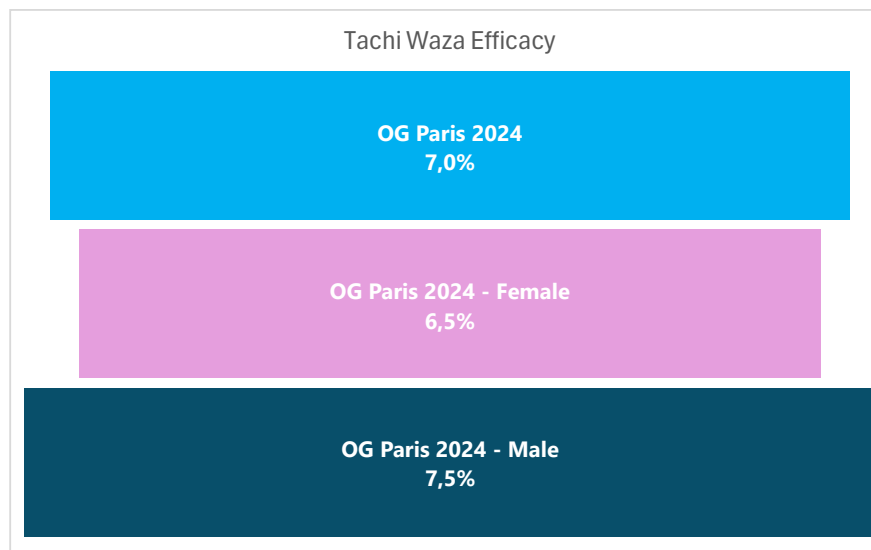 Tachi Waza Efficacy
OG Paris 2024
7,0%
OG Paris 2024 - Female
6,5%
OG Paris 2024 - Male
7,5%